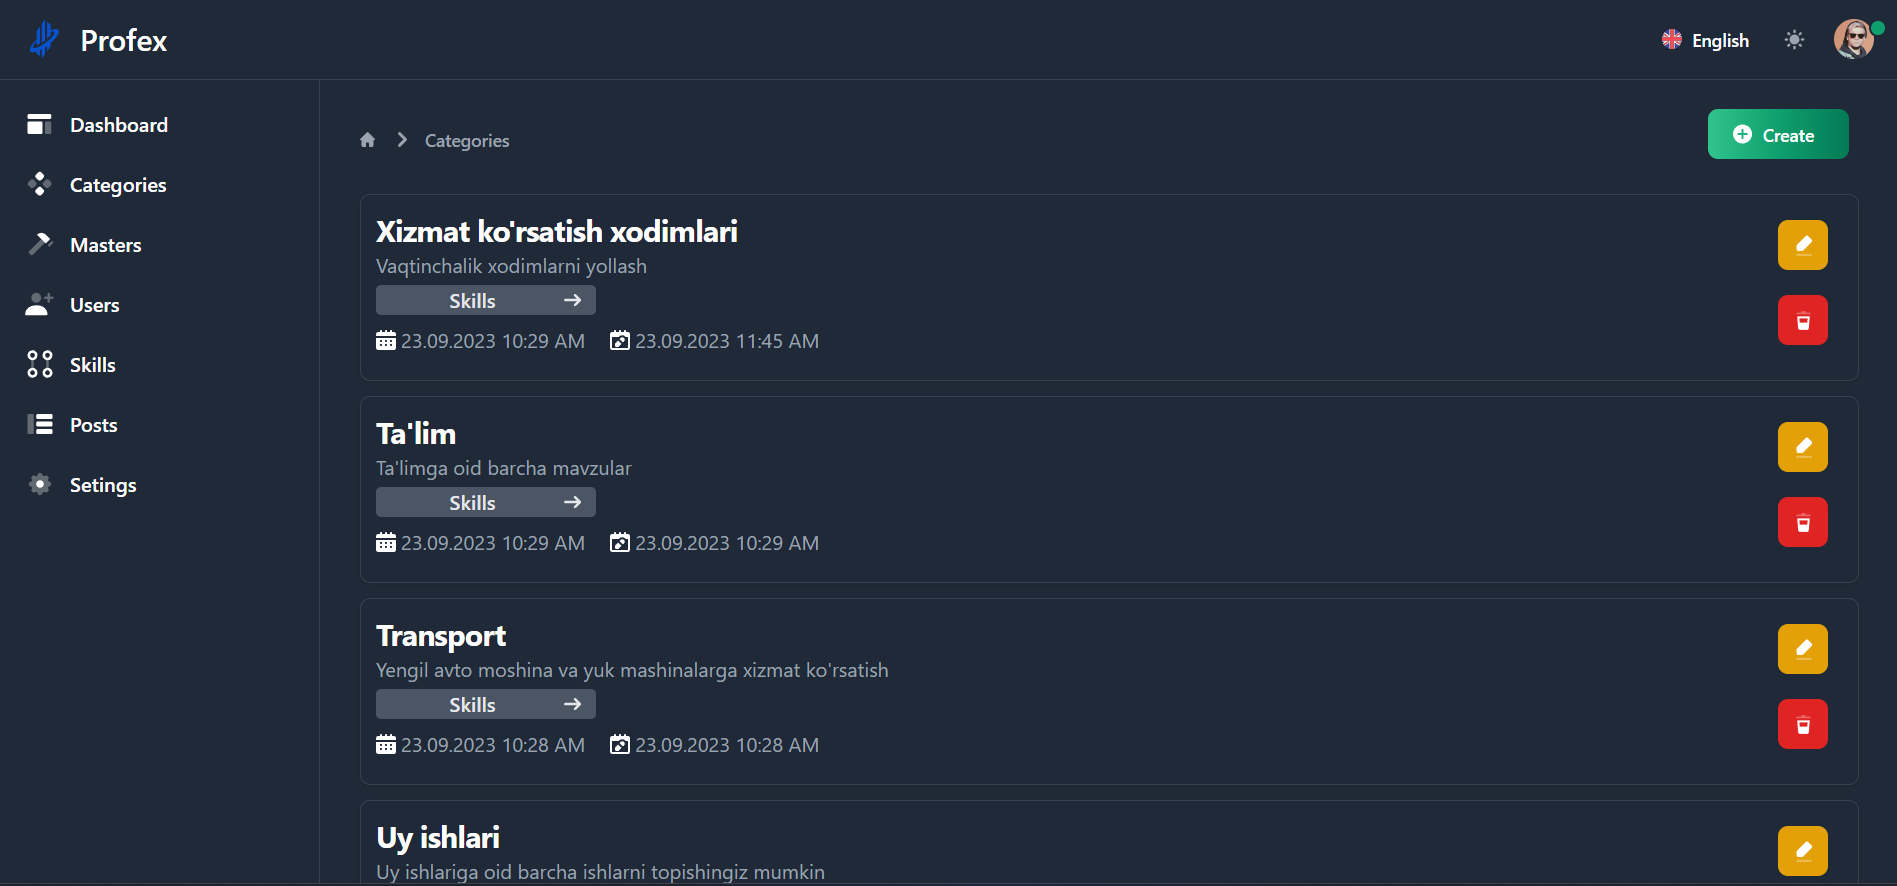 Profex
English
Dashboard
Categories
Masters
Users
Skills
Posts
Setings
Categories
Create
Xizmat ko'rsatish xodimlari
Vaqtinchalik xodimlarni yollash
Skills
23.09.2023 10:29 AM 23.09.2023 11:45 AM
Ta'lim
Ta'limga oid barcha mavzular
Skills
23.09.2023 10:29 AM 23.09.2023 10:29 AM
Transport
Yengil avto moshina va yuk mashinalarga xizmat ko'rsatish
Skills
23.09.2023 10:28 AM 23.09.2023 10:28 AM
Uy ishlari
Uy ishlariga oid barcha ishlarni topishingiz mumkin